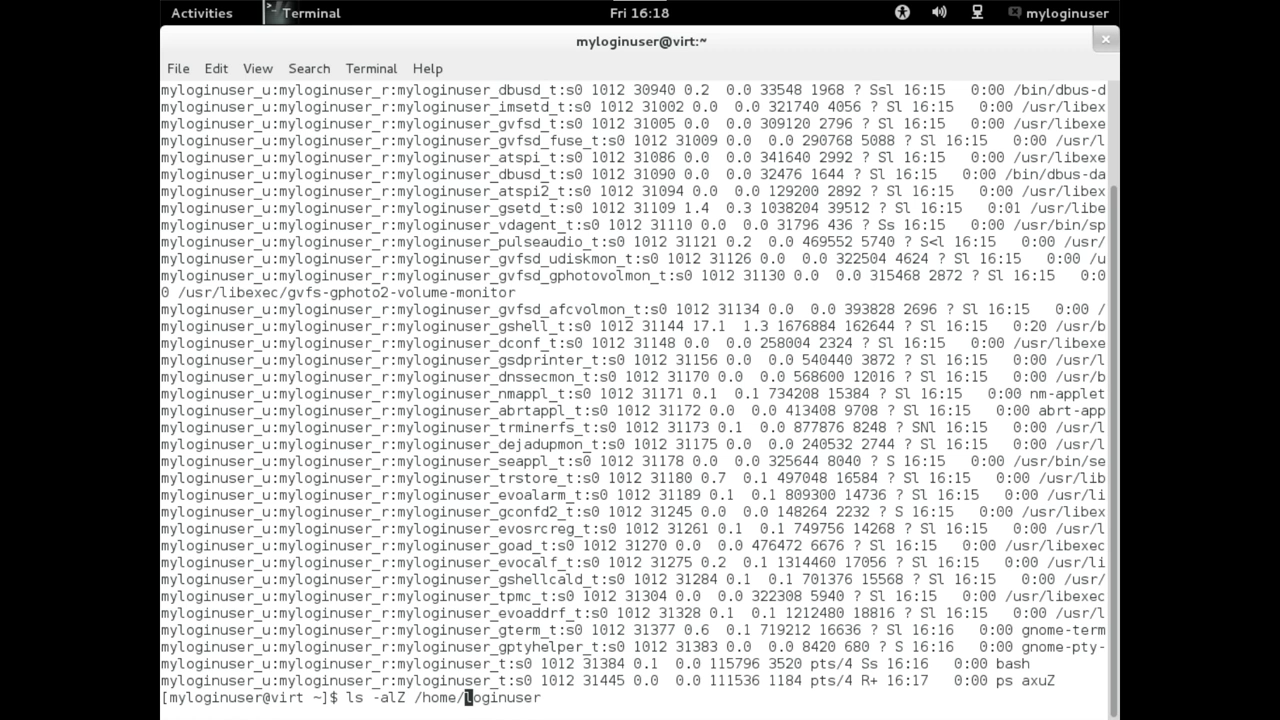 Activities Terminal Fri 16:18 myloginuser
myloginuser@virt:~
File Edit View Search Terminal Help
myloginuser_u:myloginuser_r:myloginuser_dbusd_t:s0 1012 30940 0.2  0.0 33548 1968 ? Ssl 16:15   0:00 /bin/dbus-d
myloginuser_u:myloginuser_r:myloginuser_imsetd_t:s0 1012 31002 0.0  0.0 321740 4056 ? Sl 16:15   0:00 /usr/libex
myloginuser_u:myloginuser_r:myloginuser_gvfsd_t:s0 1012 31005 0.0  0.0 309120 2796 ? Sl 16:15   0:00 /usr/libexe
myloginuser_u:myloginuser_r:myloginuser_gvfsd_fuse_t:s0 1012 31009 0.0  0.0 290768 5088 ? Sl 16:15   0:00 /usr/l
myloginuser_u:myloginuser_r:myloginuser_atspi_t:s0 1012 31086 0.0  0.0 341640 2992 ? Sl 16:15   0:00 /usr/libexe
myloginuser_u:myloginuser_r:myloginuser_dbusd_t:s0 1012 31090 0.0  0.0 32476 1644 ? Sl 16:15   0:00 /bin/dbus-da
myloginuser_u:myloginuser_r:myloginuser_atspi2_t:s0 1012 31094 0.0  0.0 129200 2892 ? Sl 16:15   0:00 /usr/libex
myloginuser_u:myloginuser_r:myloginuser_gsetd_t:s0 1012 31109 1.4  0.3 1038204 39512 ? Sl 16:15   0:01 /usr/libe
myloginuser_u:myloginuser_r:myloginuser_vdagent_t:s0 1012 31110 0.0  0.0 31796 436 ? Ss 16:15   0:00 /usr/bin/sp
myloginuser_u:myloginuser_r:myloginuser_pulseaudio_t:s0 1012 31121 0.2  0.0 469552 5740 ? S<l 16:15   0:00 /usr/
myloginuser_u:myloginuser_r:myloginuser_gvfsd_udiskmon_t:s0 1012 31126 0.0  0.0 322504 4624 ? Sl 16:15   0:00 /u
myloginuser_u:myloginuser_r:myloginuser_gvfsd_gphotovolmon_t:s0 1012 31130 0.0  0.0 315468 2872 ? Sl 16:15   0:0
0 /usr/libexec/gvfs-gphoto2-volume-monitor
myloginuser_u:myloginuser_r:myloginuser_gvfsd_afcvolmon_t:s0 1012 31134 0.0  0.0 393828 2696 ? Sl 16:15   0:00 /
myloginuser_u:myloginuser_r:myloginuser_gshell_t:s0 1012 31144 17.1  1.3 1676884 162644 ? Sl 16:15   0:20 /usr/b
myloginuser_u:myloginuser_r:myloginuser_dconf_t:s0 1012 31148 0.0  0.0 258004 2324 ? Sl 16:15   0:00 /usr/libexe
myloginuser_u:myloginuser_r:myloginuser_gsdprinter_t:s0 1012 31156 0.0  0.0 540440 3872 ? Sl 16:15   0:00 /usr/l
myloginuser_u:myloginuser_r:myloginuser_dnssecmon_t:s0 1012 31170 0.0  0.0 568600 12016 ? Sl 16:15   0:00 /usr/b
myloginuser_u:myloginuser_r:myloginuser_nmappl_t:s0 1012 31171 0.1  0.1 734208 15384 ? Sl 16:15   0:00 nm-applet
myloginuser_u:myloginuser_r:myloginuser_abrtappl_t:s0 1012 31172 0.0  0.0 413408 9708 ? Sl 16:15   0:00 abrt-app
myloginuser_u:myloginuser_r:myloginuser_trminerfs_t:s0 1012 31173 0.1  0.0 877876 8248 ? SNl 16:15   0:00 /usr/l
myloginuser_u:myloginuser_r:myloginuser_dejadupmon_t:s0 1012 31175 0.0  0.0 240532 2744 ? Sl 16:15   0:00 /usr/l
myloginuser_u:myloginuser_r:myloginuser_seappl_t:s0 1012 31178 0.0  0.0 325644 8040 ? S 16:15   0:00 /usr/bin/se
myloginuser_u:myloginuser_r:myloginuser_trstore_t:s0 1012 31180 0.7  0.1 497048 16584 ? Sl 16:15   0:00 /usr/lib
myloginuser_u:myloginuser_r:myloginuser_evoalarm_t:s0 1012 31189 0.1  0.1 809300 14736 ? Sl 16:15   0:00 /usr/li
myloginuser_u:myloginuser_r:myloginuser_gconfd2_t:s0 1012 31245 0.0  0.0 148264 2232 ? S 16:15   0:00 /usr/libex
myloginuser_u:myloginuser_r:myloginuser_evosrcreg_t:s0 1012 31261 0.1  0.1 749756 14268 ? Sl 16:15   0:00 /usr/l
myloginuser_u:myloginuser_r:myloginuser_goad_t:s0 1012 31270 0.0  0.0 476472 6676 ? Sl 16:15   0:00 /usr/libexec
myloginuser_u:myloginuser_r:myloginuser_evocalf_t:s0 1012 31275 0.2  0.1 1314460 17056 ? Sl 16:15   0:00 /usr/li
myloginuser_u:myloginuser_r:myloginuser_gshellcald_t:s0 1012 31284 0.1  0.1 701376 15568 ? Sl 16:15   0:00 /usr/
myloginuser_u:myloginuser_r:myloginuser_tpmc_t:s0 1012 31304 0.0  0.0 322308 5940 ? Sl 16:15   0:00 /usr/libexec
myloginuser_u:myloginuser_r:myloginuser_evoaddrf_t:s0 1012 31328 0.1  0.1 1212480 18816 ? Sl 16:15   0:00 /usr/l
myloginuser_u:myloginuser_r:myloginuser_gterm_t:s0 1012 31377 0.6  0.1 719212 16636 ? Sl 16:16   0:00 gnome-term
myloginuser_u:myloginuser_r:myloginuser_gptyhelper_t:s0 1012 31383 0.0  0.0 8420 680 ? S 16:16   0:00 gnome-pty-
myloginuser_u:myloginuser_r:myloginuser_t:s0 1012 31384 0.1  0.0 115796 3520 pts/4 Ss 16:16   0:00 bash
myloginuser_u:myloginuser_r:myloginuser_t:s0 1012 31445 0.0  0.0 111536 1184 pts/4 R+ 16:17   0:00 ps axuZ
[myloginuser@virt ~]$ ls -alZ /home/loginuser